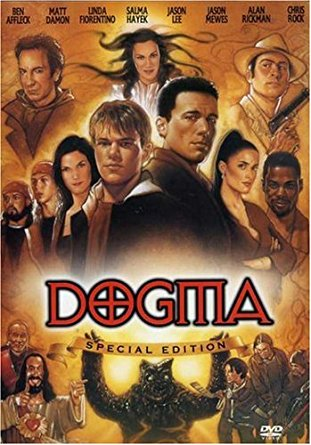 BEN AFFLECK MATT DAMON LINDA FIORENTINO SALMA HAYEK JASON LEE JASON MEWES ALAN RICKMAN CHRIS ROCK
DOGMA
SPECIAL EDITION
DVD
VIDEO